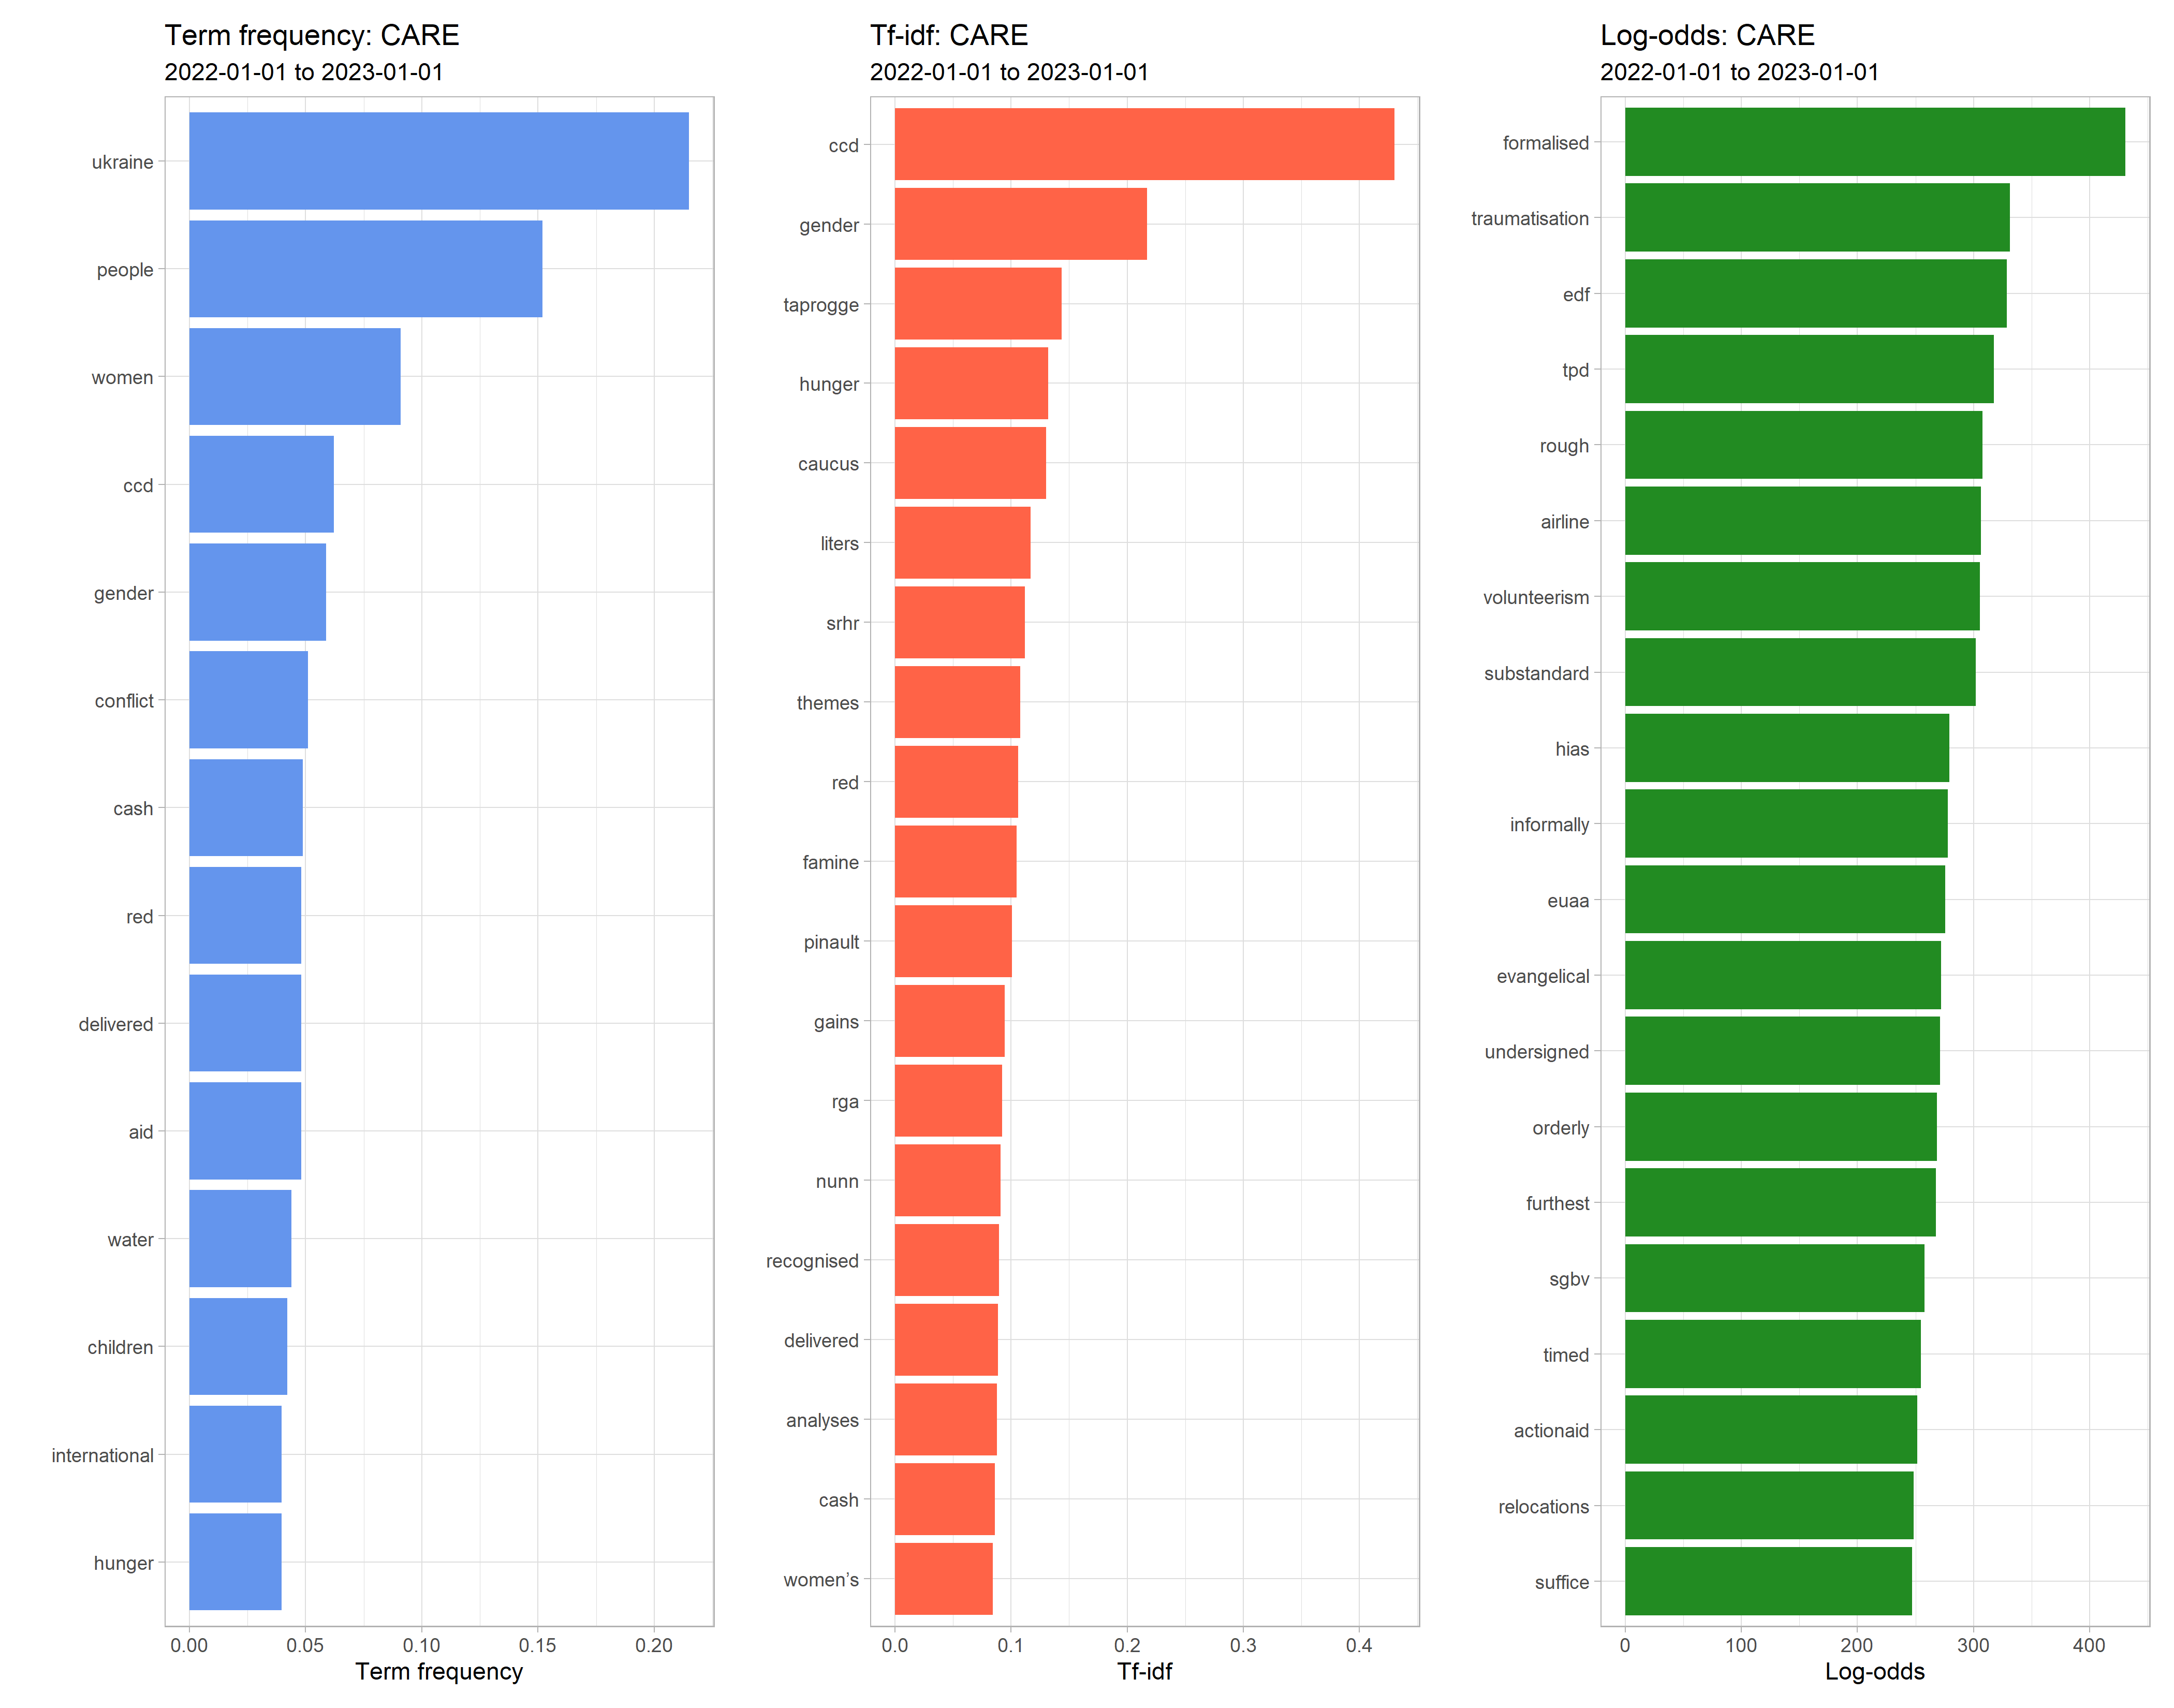 Term frequency: CARE
2022-01-01 to 2023-01-01
ukraine
people
women
ccd
gender
conflict
cash
red
delivered
aid
water
children
international
hunger
0.00 0.05 0.10 0.15 0.20
Term frequency
Tf-idf: CARE
2022-01-01 to 2023-01-01
ccd
gender
taprogge
hunger
caucus
liters
srhr
themes
red
famine
pinault
gains
rga
nunn
recognised
delivered
analyses
cash
women’s
0.0 0.1 0.2 0.3 0.4
Tf-idf
Log-odds: CARE
2022-01-01 to 2023-01-01
formalised
traumatisation
edf
tpd
rough
airline
volunteerism
substandard
hias
informally
euaa
evangelical
undersigned
orderly
furthest
sgbv
timed
actionaid
relocations
suffice
0 100 200 300 400
Log-odds